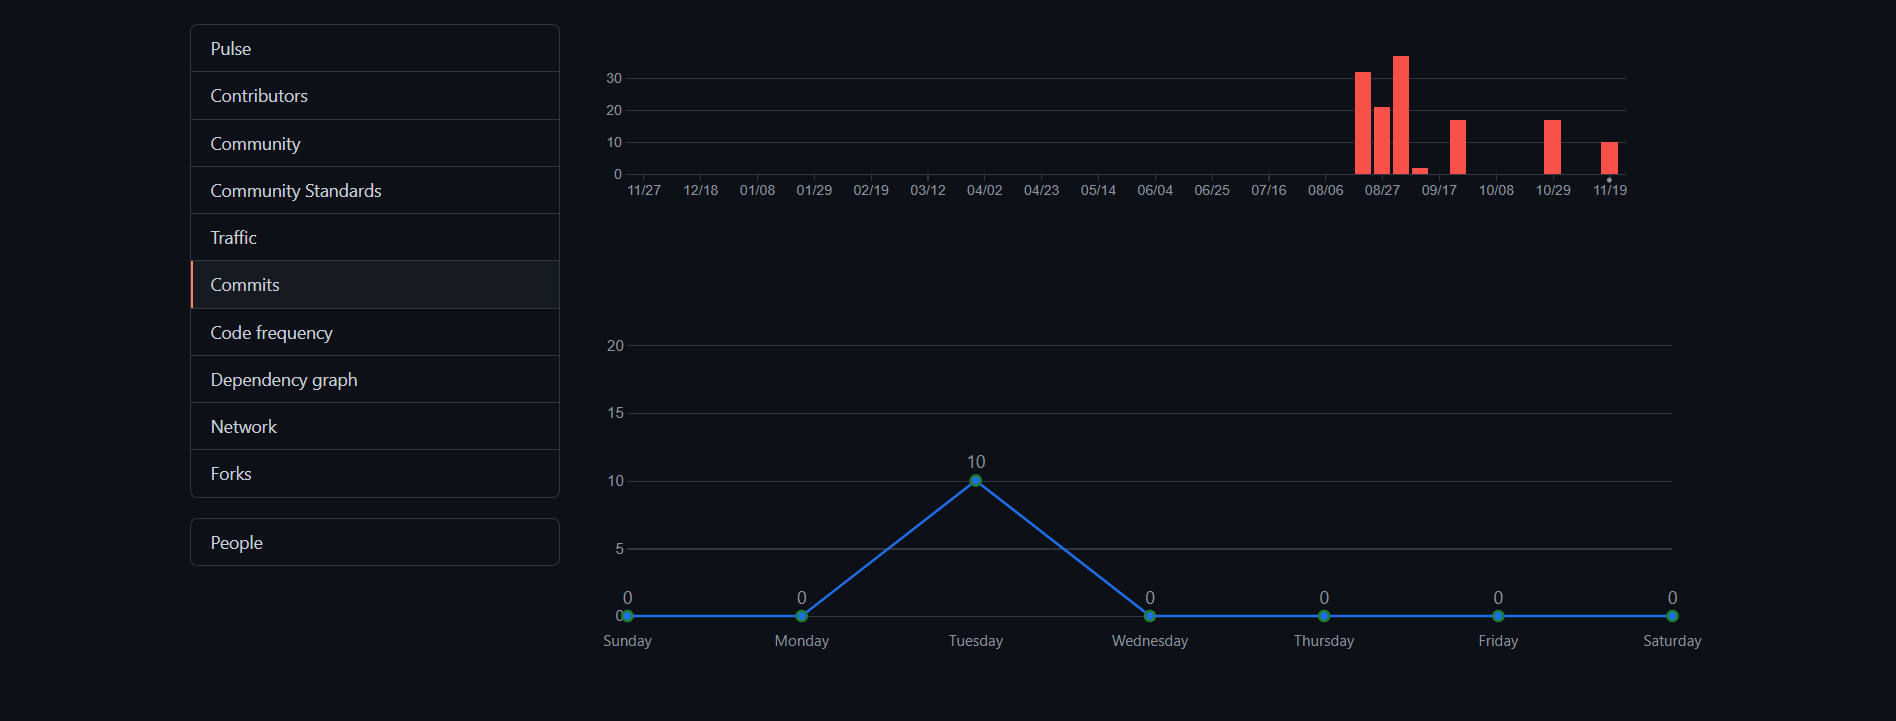 Pulse
Contributors
Community
Community Standards
Traffic
Commits
Code frequency
Dependency graph
Network
Forks
People
30
20
10
0
11/27 12/18 01/08 01/29 02/19 03/12 04/02 04/23 05/14 06/04 06/25 07/16 08/06 08/27 09/17 10/08 10/29 11/19
20
15
10
10
5
0 0 0 0 0 0
0
Sunday Monday Tuesday Wednesday Thursday Friday Saturday